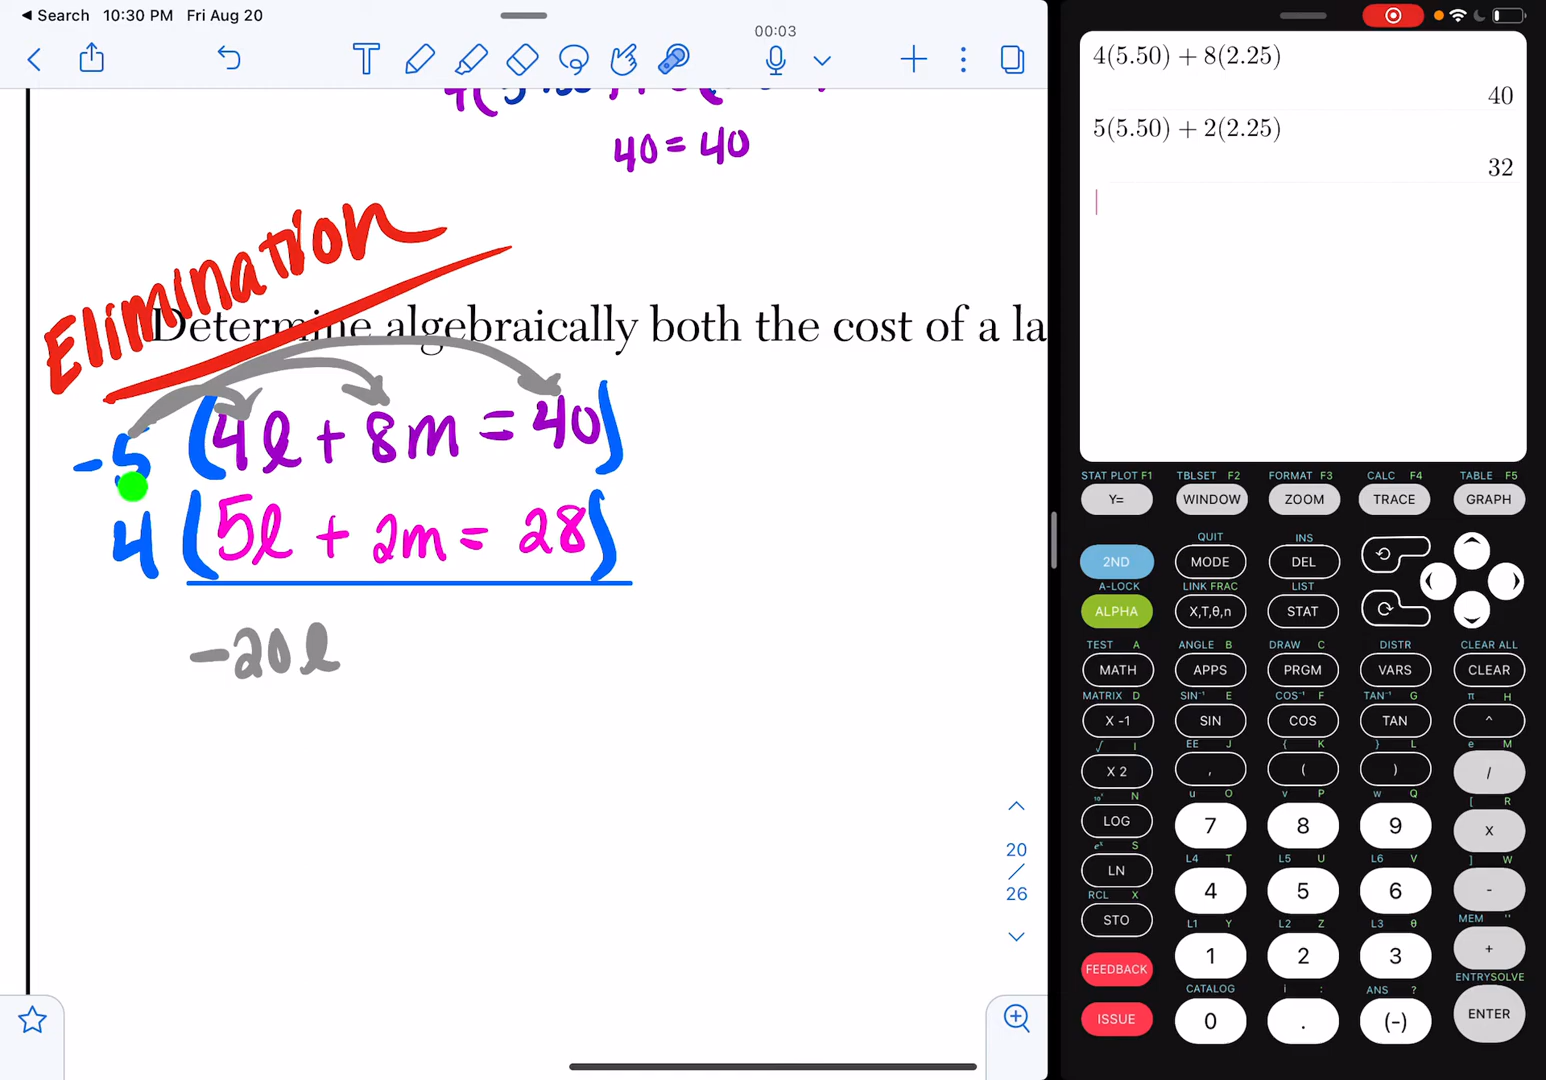 Search 10:30 PM Fri Aug 20
00:03
T
40 = 40
Elimination
Determine algebraically both the cost of a la
-5 (4l + 8m = 40)
4 (5l + 2m = 28)
-20l
20
26
4(5.50) + 8(2.25)
40
5(5.50) + 2(2.25)
32
STAT PLOT F1 TBLSET F2 FORMAT F3 CALC F4 TABLE F5
Y= WINDOW ZOOM TRACE GRAPH
QUIT INS
2ND MODE DEL
A-LOCK LINK FRAC LIST
ALPHA X,T,θ,n STAT
TEST A ANGLE B DRAW C DISTR CLEAR ALL
MATH APPS PRGM VARS CLEAR
MATRIX D SIN⁻¹ E COS⁻¹ F TAN⁻¹ G π H
X -1 SIN COS TAN ^
√ I EE J { K } L e M
X 2 , ( ) /
10ˣ N u O v P w Q [ R
LOG 7 8 9 X
eˣ S L4 T L5 U L6 V ] W
LN 4 5 6 -
RCL X L1 Y L2 Z L3 θ MEM "
STO 1 2 3 +
FEEDBACK
CATALOG i : ANS ? ENTRY SOLVE
ISSUE 0 . (-) ENTER